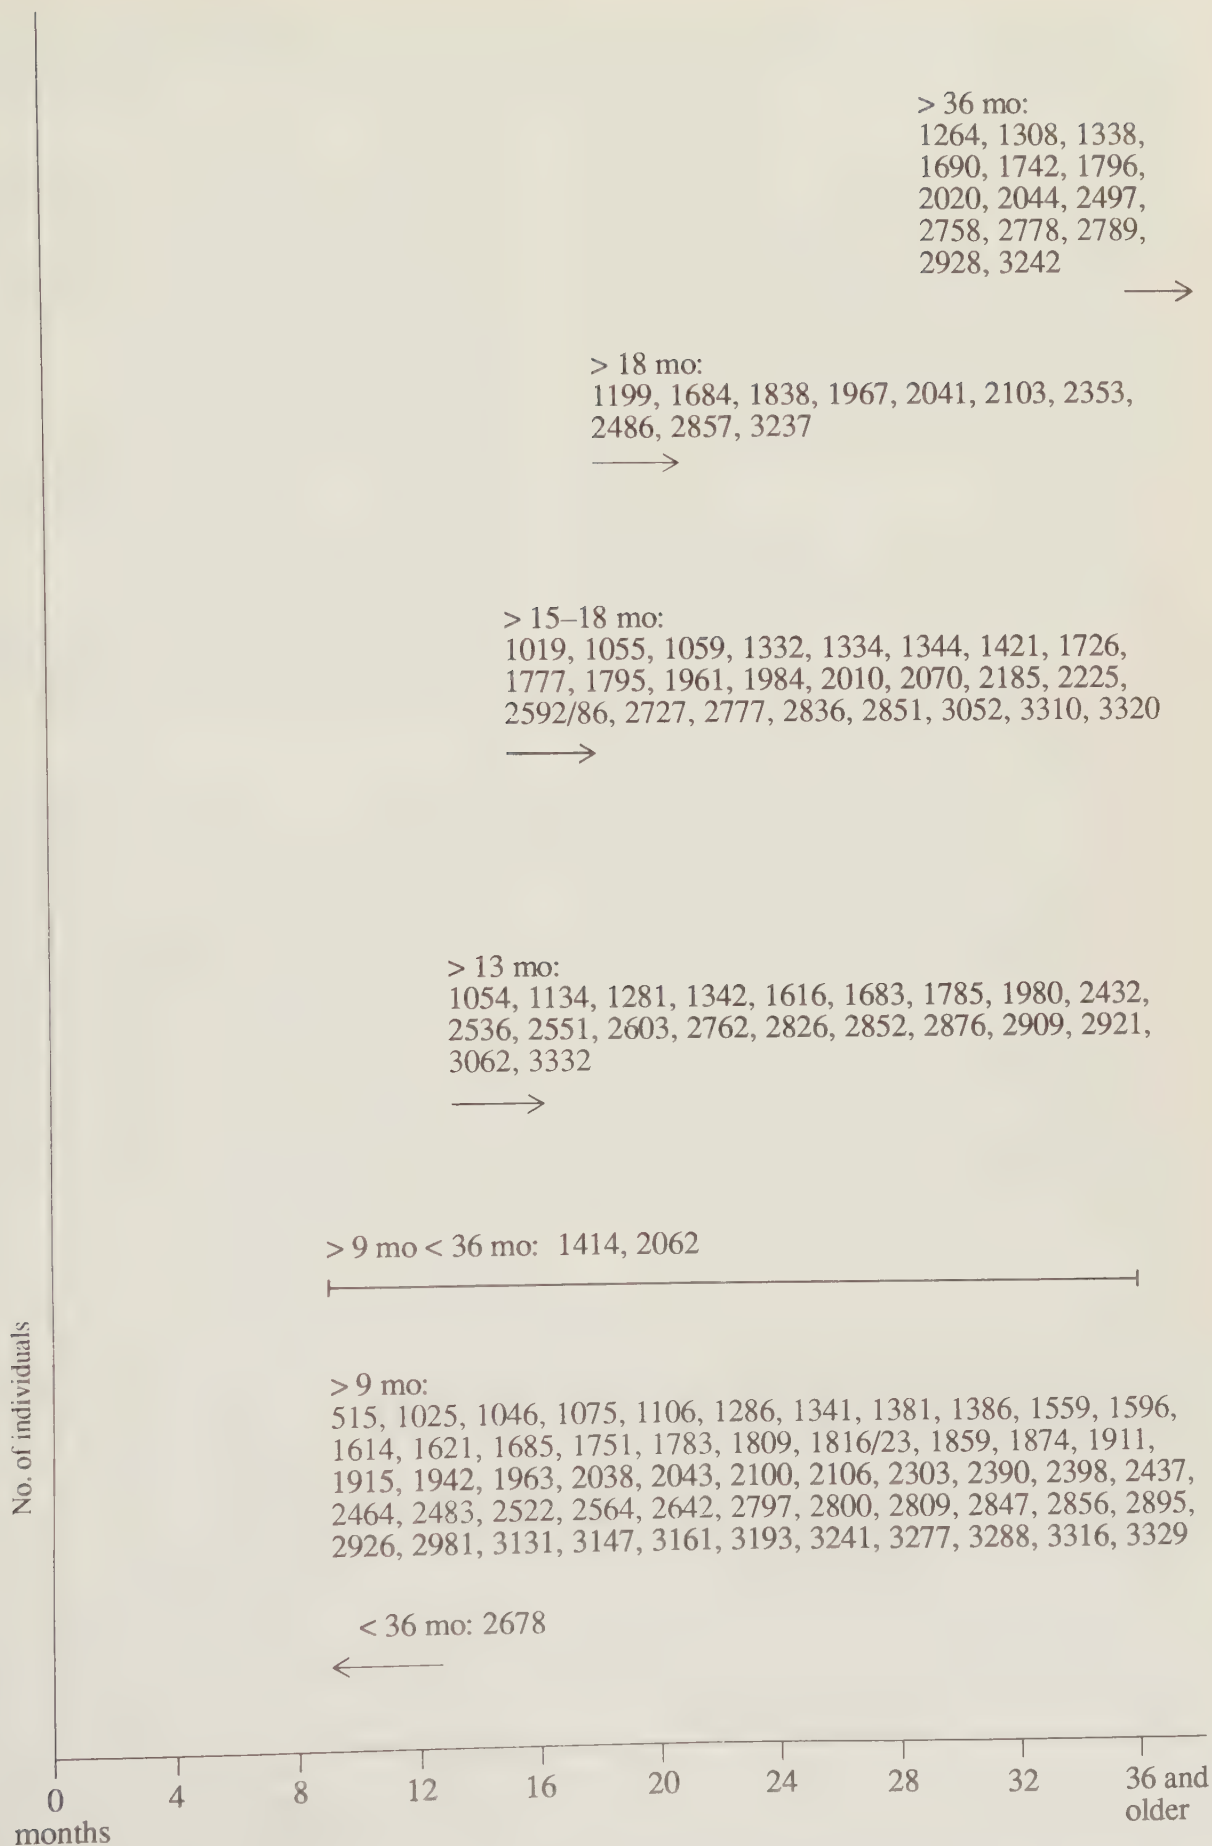 > 36 mo:
1264, 1308, 1338,
1690, 1742, 1796,
2020, 2044, 2497,
2758, 2778, 2789,
2928, 3242
> 18 mo:
1199, 1684, 1838, 1967, 2041, 2103, 2353,
2486, 2857, 3237
> 15–18 mo:
1019, 1055, 1059, 1332, 1334, 1344, 1421, 1726,
1777, 1795, 1961, 1984, 2010, 2070, 2185, 2225,
2592/86, 2727, 2777, 2836, 2851, 3052, 3310, 3320
> 13 mo:
1054, 1134, 1281, 1342, 1616, 1683, 1785, 1980, 2432,
2536, 2551, 2603, 2762, 2826, 2852, 2876, 2909, 2921,
3062, 3332
> 9 mo < 36 mo: 1414, 2062
> 9 mo:
515, 1025, 1046, 1075, 1106, 1286, 1341, 1381, 1386, 1559, 1596,
1614, 1621, 1685, 1751, 1783, 1809, 1816/23, 1859, 1874, 1911,
1915, 1942, 1963, 2038, 2043, 2100, 2106, 2303, 2390, 2398, 2437,
2464, 2483, 2522, 2564, 2642, 2797, 2800, 2809, 2847, 2856, 2895,
2926, 2981, 3131, 3147, 3161, 3193, 3241, 3277, 3288, 3316, 3329
< 36 mo: 2678
No. of individuals
0 4 8 12 16 20 24 28 32 36 and
older
months